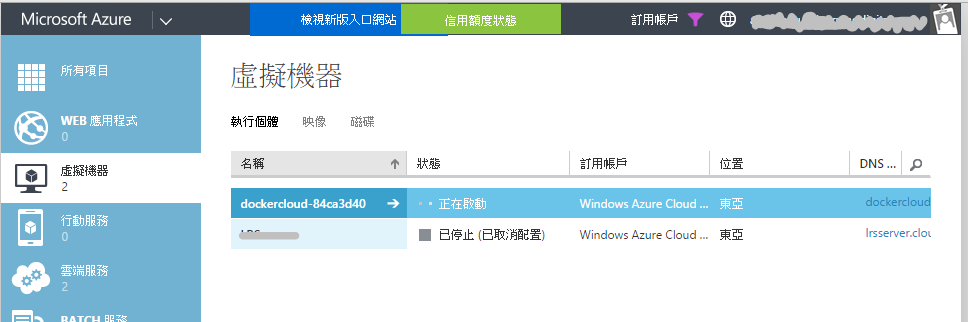 Microsoft Azure
檢視新版入口網站
信用額度狀態
訂用帳戶
所有項目
WEB 應用程式
0
虛擬機器
2
行動服務
0
雲端服務
2
BATCH 服務
虛擬機器
執行個體 映像 磁碟
名稱 狀態 訂用帳戶 位置 DNS ...
dockercloud-84ca3d40 正在啟動 Windows Azure Cloud ... 東亞 dockercloud
已停止 (已取消配置) Windows Azure Cloud ... 東亞 lrsserver.clou